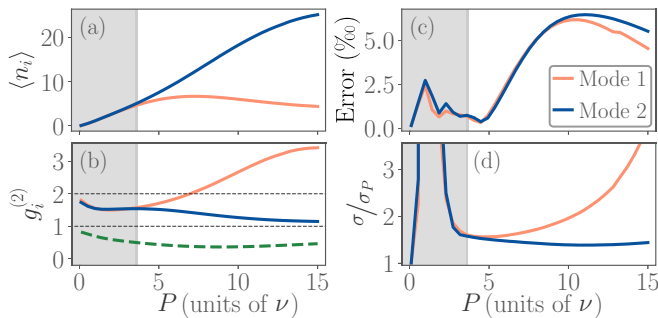 (a)
⟨n_i⟩
20
10
0
(b)
g_i^{(2)}
3
2
1
0
0 5 10 15
P (units of ν)
(c)
Error (‰)
5.0
2.5
0.0
Mode 1
Mode 2
(d)
σ/σ_P
3
2
1
0 5 10 15
P (units of ν)